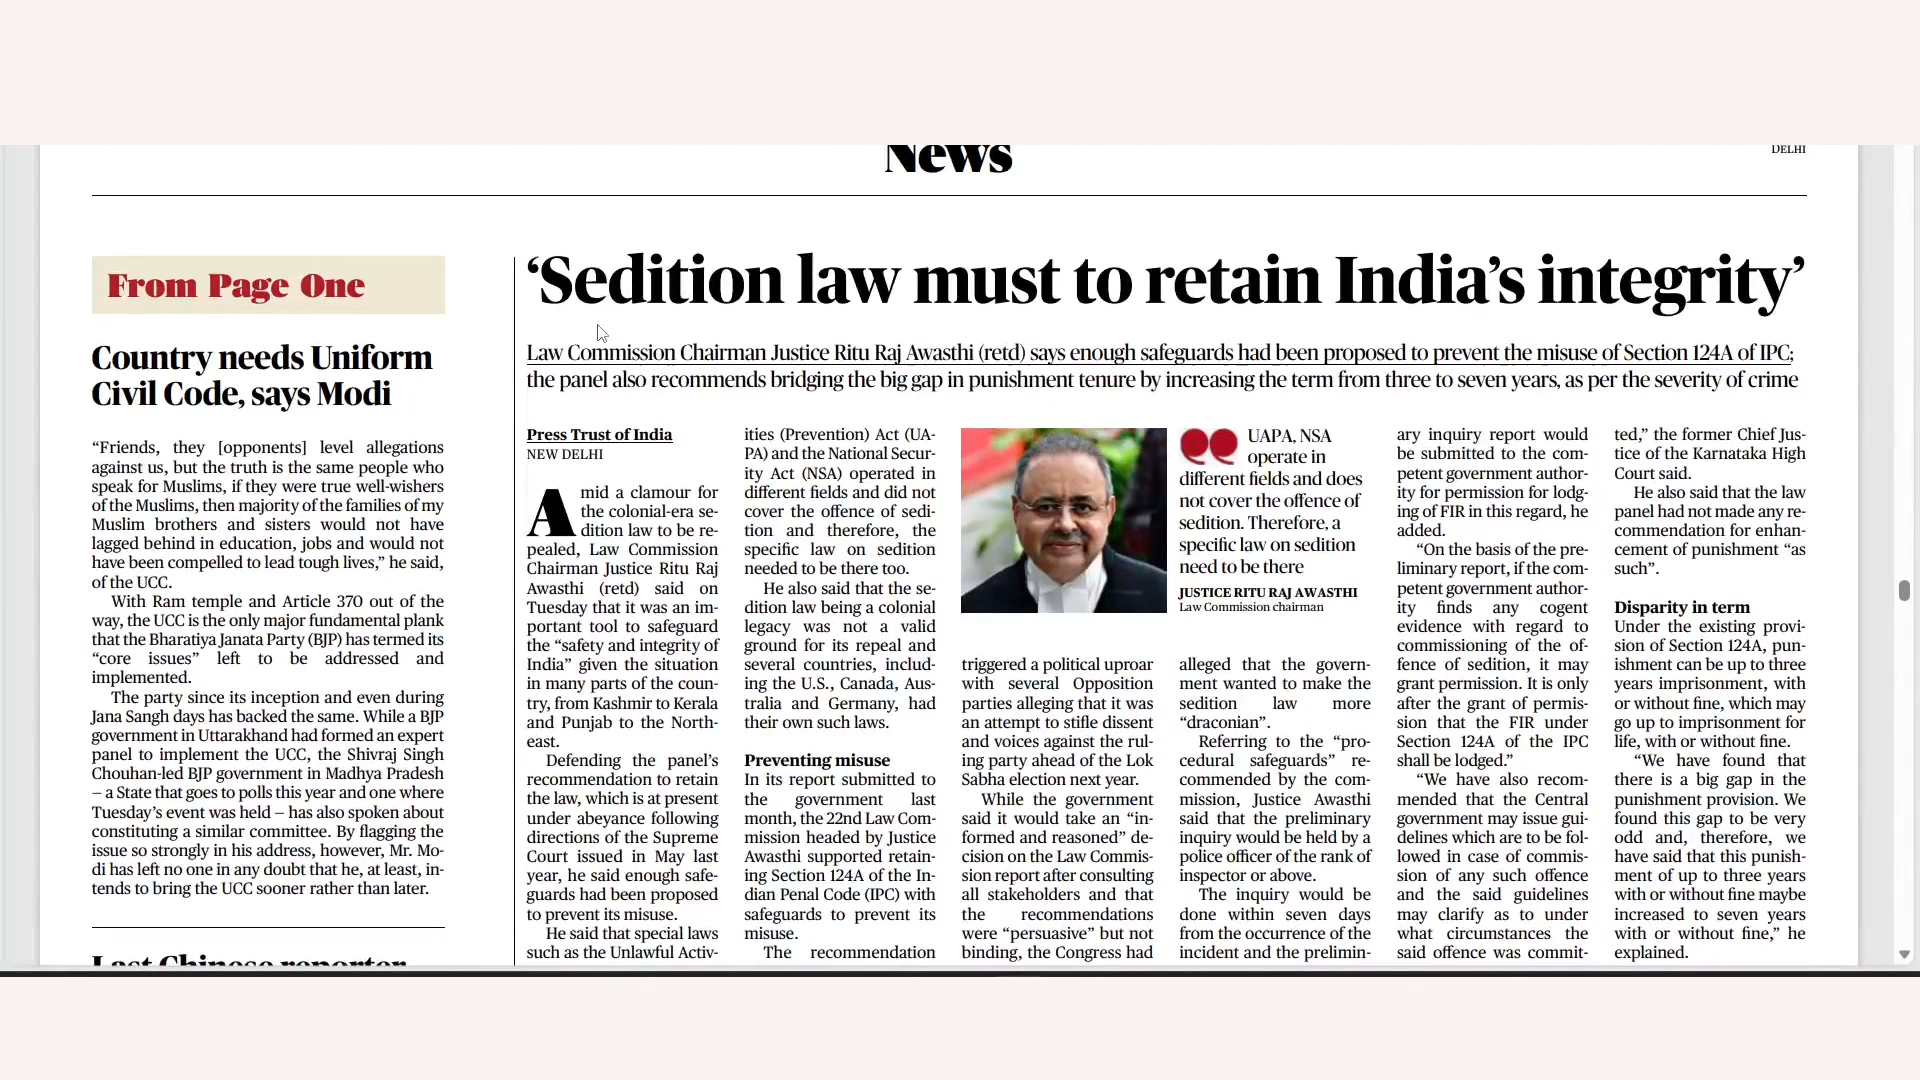 News
DELHI
From Page One
Country needs Uniform
Civil Code, says Modi
“Friends, they [opponents] level allegations
against us, but the truth is the same people who
speak for Muslims, if they were true well-wishers
of the Muslims, then majority of the families of my
Muslim brothers and sisters would not have
lagged behind in education, jobs and would not
have been compelled to lead tough lives,” he said,
of the UCC.
With Ram temple and Article 370 out of the
way, the UCC is the only major fundamental plank
that the Bharatiya Janata Party (BJP) has termed its
“core issues” left to be addressed and
implemented.
The party since its inception and even during
Jana Sangh days has backed the same. While a BJP
government in Uttarakhand had formed an expert
panel to implement the UCC, the Shivraj Singh
Chouhan-led BJP government in Madhya Pradesh
– a State that goes to polls this year and one where
Tuesday’s event was held – has also spoken about
constituting a similar committee. By flagging the
issue so strongly in his address, however, Mr. Mo-
di has left no one in any doubt that he, at least, in-
tends to bring the UCC sooner rather than later.
Last Chinese reporter
‘Sedition law must to retain India’s integrity’
Law Commission Chairman Justice Ritu Raj Awasthi (retd) says enough safeguards had been proposed to prevent the misuse of Section 124A of IPC;
the panel also recommends bridging the big gap in punishment tenure by increasing the term from three to seven years, as per the severity of crime
Press Trust of India
NEW DELHI
Amid a clamour for
the colonial-era se-
dition law to be re-
pealed, Law Commission
Chairman Justice Ritu Raj
Awasthi (retd) said on
Tuesday that it was an im-
portant tool to safeguard
the “safety and integrity of
India” given the situation
in many parts of the coun-
try, from Kashmir to Kerala
and Punjab to the North-
east.
Defending the panel’s
recommendation to retain
the law, which is at present
under abeyance following
directions of the Supreme
Court issued in May last
year, he said enough safe-
guards had been proposed
to prevent its misuse.
He said that special laws
such as the Unlawful Activ-
ities (Prevention) Act (UA-
PA) and the National Secur-
ity Act (NSA) operated in
different fields and did not
cover the offence of sedi-
tion and therefore, the
specific law on sedition
needed to be there too.
He also said that the se-
dition law being a colonial
legacy was not a valid
ground for its repeal and
several countries, includ-
ing the U.S., Canada, Aus-
tralia and Germany, had
their own such laws.
Preventing misuse
In its report submitted to
the government last
month, the 22nd Law Com-
mission headed by Justice
Awasthi supported retain-
ing Section 124A of the In-
dian Penal Code (IPC) with
safeguards to prevent its
misuse.
The recommendation
triggered a political uproar
with several Opposition
parties alleging that it was
an attempt to stifle dissent
and voices against the rul-
ing party ahead of the Lok
Sabha election next year.
While the government
said it would take an “in-
formed and reasoned” de-
cision on the Law Commis-
sion report after consulting
all stakeholders and that
the recommendations
were “persuasive” but not
binding, the Congress had
UAPA, NSA
operate in
different fields and does
not cover the offence of
sedition. Therefore, a
specific law on sedition
need to be there
JUSTICE RITU RAJ AWASTHI
Law Commission chairman
alleged that the govern-
ment wanted to make the
sedition law more
“draconian”.
Referring to the “pro-
cedural safeguards” re-
commended by the com-
mission, Justice Awasthi
said that the preliminary
inquiry would be held by a
police officer of the rank of
inspector or above.
The inquiry would be
done within seven days
from the occurrence of the
incident and the prelimin-
ary inquiry report would
be submitted to the com-
petent government author-
ity for permission for lodg-
ing of FIR in this regard, he
added.
“On the basis of the pre-
liminary report, if the com-
petent government author-
ity finds any cogent
evidence with regard to
commissioning of the of-
fence of sedition, it may
grant permission. It is only
after the grant of permis-
sion that the FIR under
Section 124A of the IPC
shall be lodged.”
“We have also recom-
mended that the Central
government may issue gui-
delines which are to be fol-
lowed in case of commis-
sion of any such offence
and the said guidelines
may clarify as to under
what circumstances the
said offence was commit-
ted,” the former Chief Jus-
tice of the Karnataka High
Court said.
He also said that the law
panel had not made any re-
commendation for enhan-
cement of punishment “as
such”.
Disparity in term
Under the existing provi-
sion of Section 124A, pun-
ishment can be up to three
years imprisonment, with
or without fine, which may
go up to imprisonment for
life, with or without fine.
“We have found that
there is a big gap in the
punishment provision. We
found this gap to be very
odd and, therefore, we
have said that this punish-
ment of up to three years
with or without fine maybe
increased to seven years
with or without fine,” he
explained.